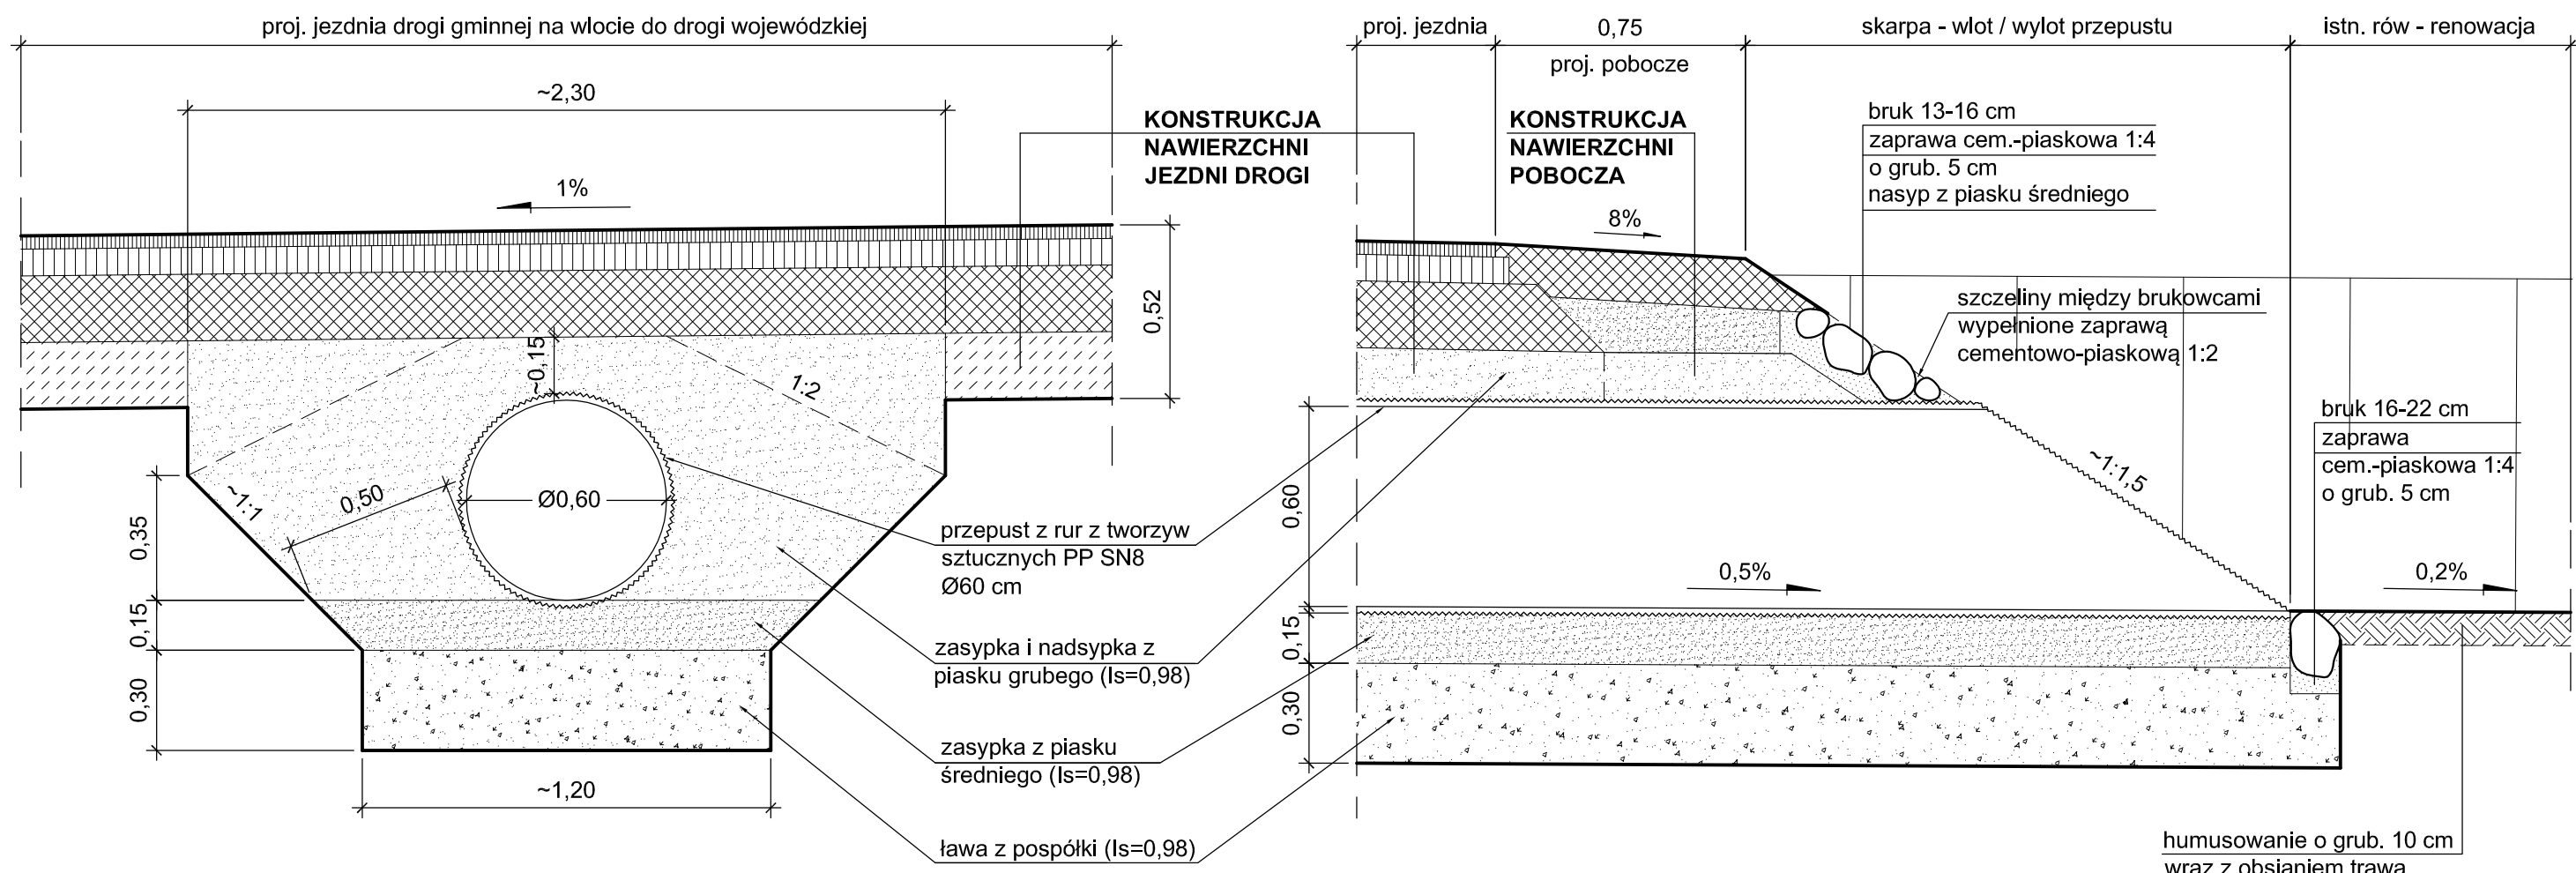 proj. jezdnia drogi gminnej na wlocie do drogi wojewódzkiej
~2,30
1%
0,52
~0,15
1:2
~1:1
0,50
Ø0,60
0,35
0,15
0,30
~1,20
KONSTRUKCJA
NAWIERZCHNI
JEZDNI DROGI
przepust z rur z tworzyw
sztucznych PP SN8
Ø60 cm
zasypka i nadsypka z
piasku grubego (Is=0,98)
zasypka z piasku
średniego (Is=0,98)
ława z pospółki (Is=0,98)
proj. jezdnia
0,75
proj. pobocze
skarpa - wlot / wylot przepustu
istn. rów - renowacja
KONSTRUKCJA
NAWIERZCHNI
POBOCZA
8%
bruk 13-16 cm
zaprawa cem.-piaskowa 1:4
o grub. 5 cm
nasyp z piasku średniego
szczeliny między brukowcami
wypełnione zaprawą
cementowo-piaskową 1:2
bruk 16-22 cm
zaprawa
cem.-piaskowa 1:4
o grub. 5 cm
~1:1,5
0,60
0,5%
0,2%
0,15
0,30
humusowanie o grub. 10 cm
wraz z obsianiem trawą